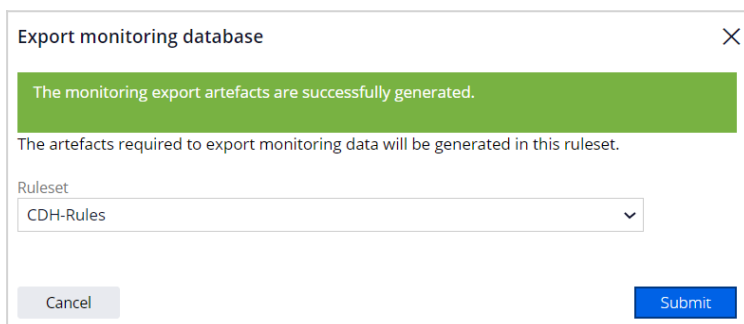 Export monitoring database
The monitoring export artefacts are successfully generated.
The artefacts required to export monitoring data will be generated in this ruleset.
Ruleset
CDH-Rules
Cancel
Submit